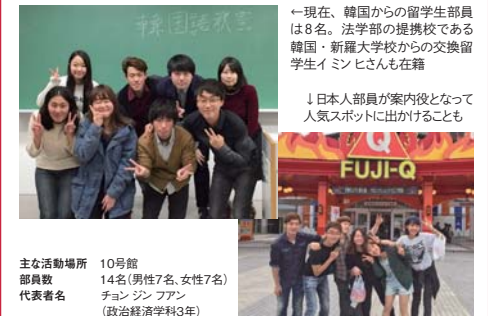 韓国語教室
←現在、韓国からの留学生部員
は8名。法学部の提携校である
韓国・新羅大学校からの交換留
学生イ ミン ヒさんも在籍
↓日本人部員が案内役となって
人気スポットに出かけることも
Q
FUJI-Q
主な活動場所 10号館
部員数 14名(男性7名、女性7名)
代表者名 チョン ジン フアン
(政治経済学科3年)